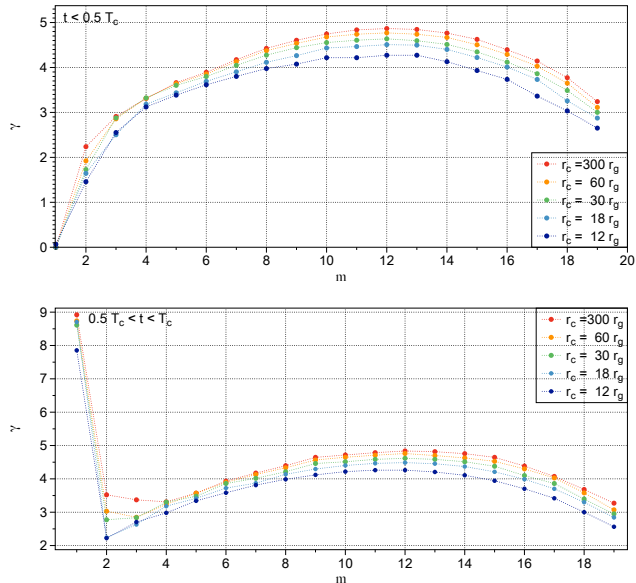 t < 0.5 T_c
5
4
3
2
1
0
γ
r_c =300 r_g
r_c = 60 r_g
r_c = 30 r_g
r_c = 18 r_g
r_c = 12 r_g
2 4 6 8 10 12 14 16 18 20
m
0.5 T_c < t < T_c
9
8
7
6
5
4
3
2
γ
r_c =300 r_g
r_c = 60 r_g
r_c = 30 r_g
r_c = 18 r_g
r_c = 12 r_g
0 2 4 6 8 10 12 14 16 18
m